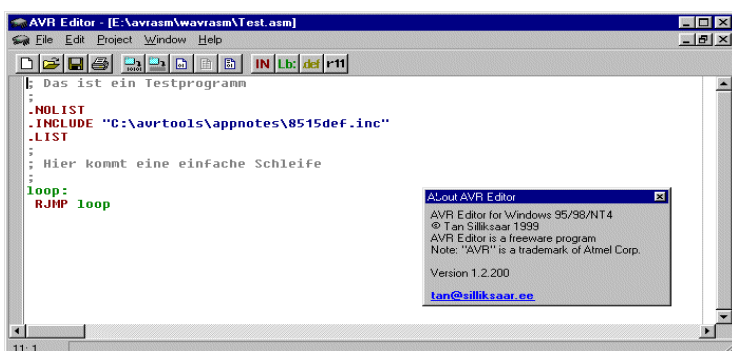 AVR Editor - [E:\avrasm\wavrasm\Test.asm]
File Edit Project Window Help
IN Lb: def r11
; Das ist ein Testprogramm
;
.NOLIST
.INCLUDE "C:\avrtools\appnotes\8515def.inc"
.LIST
;
; Hier kommt eine einfache Schleife
;
loop:
RJMP loop
About AVR Editor
AVR Editor for Windows 95/98/NT4
© Tan Silliksaar 1999
AVR Editor is a freeware program
Note: "AVR" is a trademark of Atmel Corp.
Version 1.2.200
tan@silliksaar.ee
11: 1